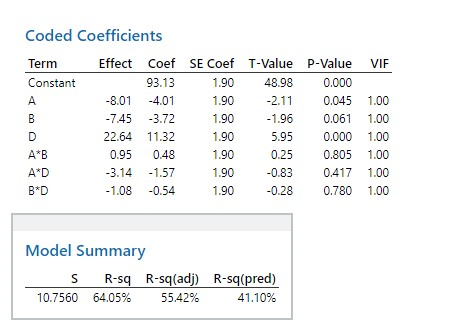 Coded Coefficients
Term Effect Coef SE Coef T-Value P-Value VIF
Constant 93.13 1.90 48.98 0.000
A -8.01 -4.01 1.90 -2.11 0.045 1.00
B -7.45 -3.72 1.90 -1.96 0.061 1.00
D 22.64 11.32 1.90 5.95 0.000 1.00
A*B 0.95 0.48 1.90 0.25 0.805 1.00
A*D -3.14 -1.57 1.90 -0.83 0.417 1.00
B*D -1.08 -0.54 1.90 -0.28 0.780 1.00
Model Summary
S R-sq R-sq(adj) R-sq(pred)
10.7560 64.05% 55.42% 41.10%